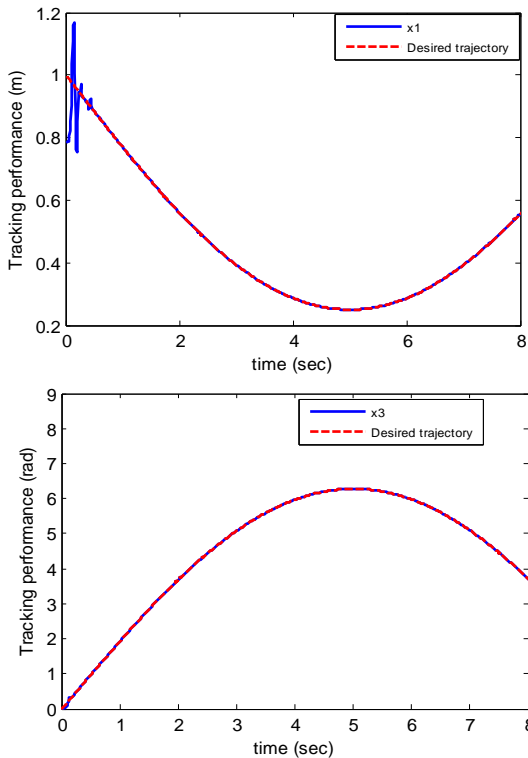 1.2
1
0.8
0.6
0.4
0.2
Tracking performance (m)
x1
Desired trajectory
0 2 4 6 8
time (sec)
9
8
7
6
5
4
3
2
1
0
Tracking performance (rad)
x3
Desired trajectory
0 1 2 3 4 5 6 7 8
time (sec)